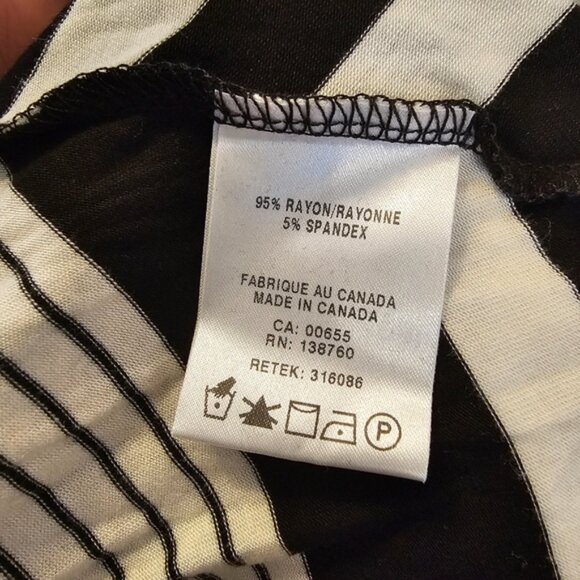 95% RAYON/RAYONNE
5% SPANDEX
FABRIQUE AU CANADA
MADE IN CANADA
CA: 00655
RN: 138760
RETEK: 316086
P